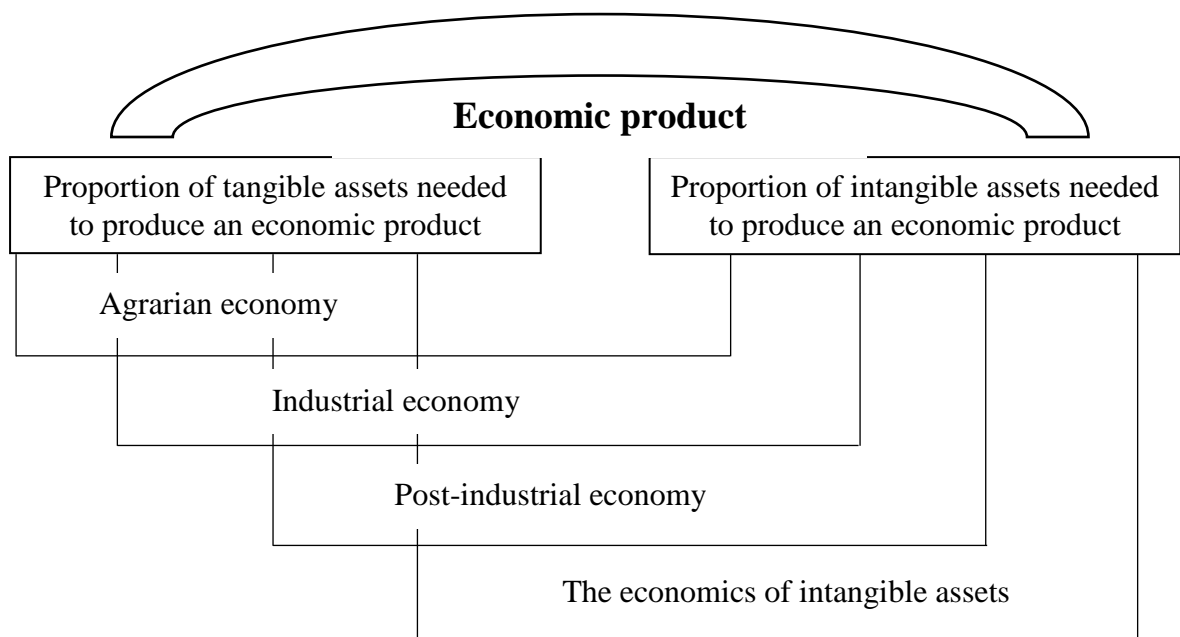 Economic product
Proportion of tangible assets needed
to produce an economic product
Proportion of intangible assets needed
to produce an economic product
Agrarian economy
Industrial economy
Post-industrial economy
The economics of intangible assets